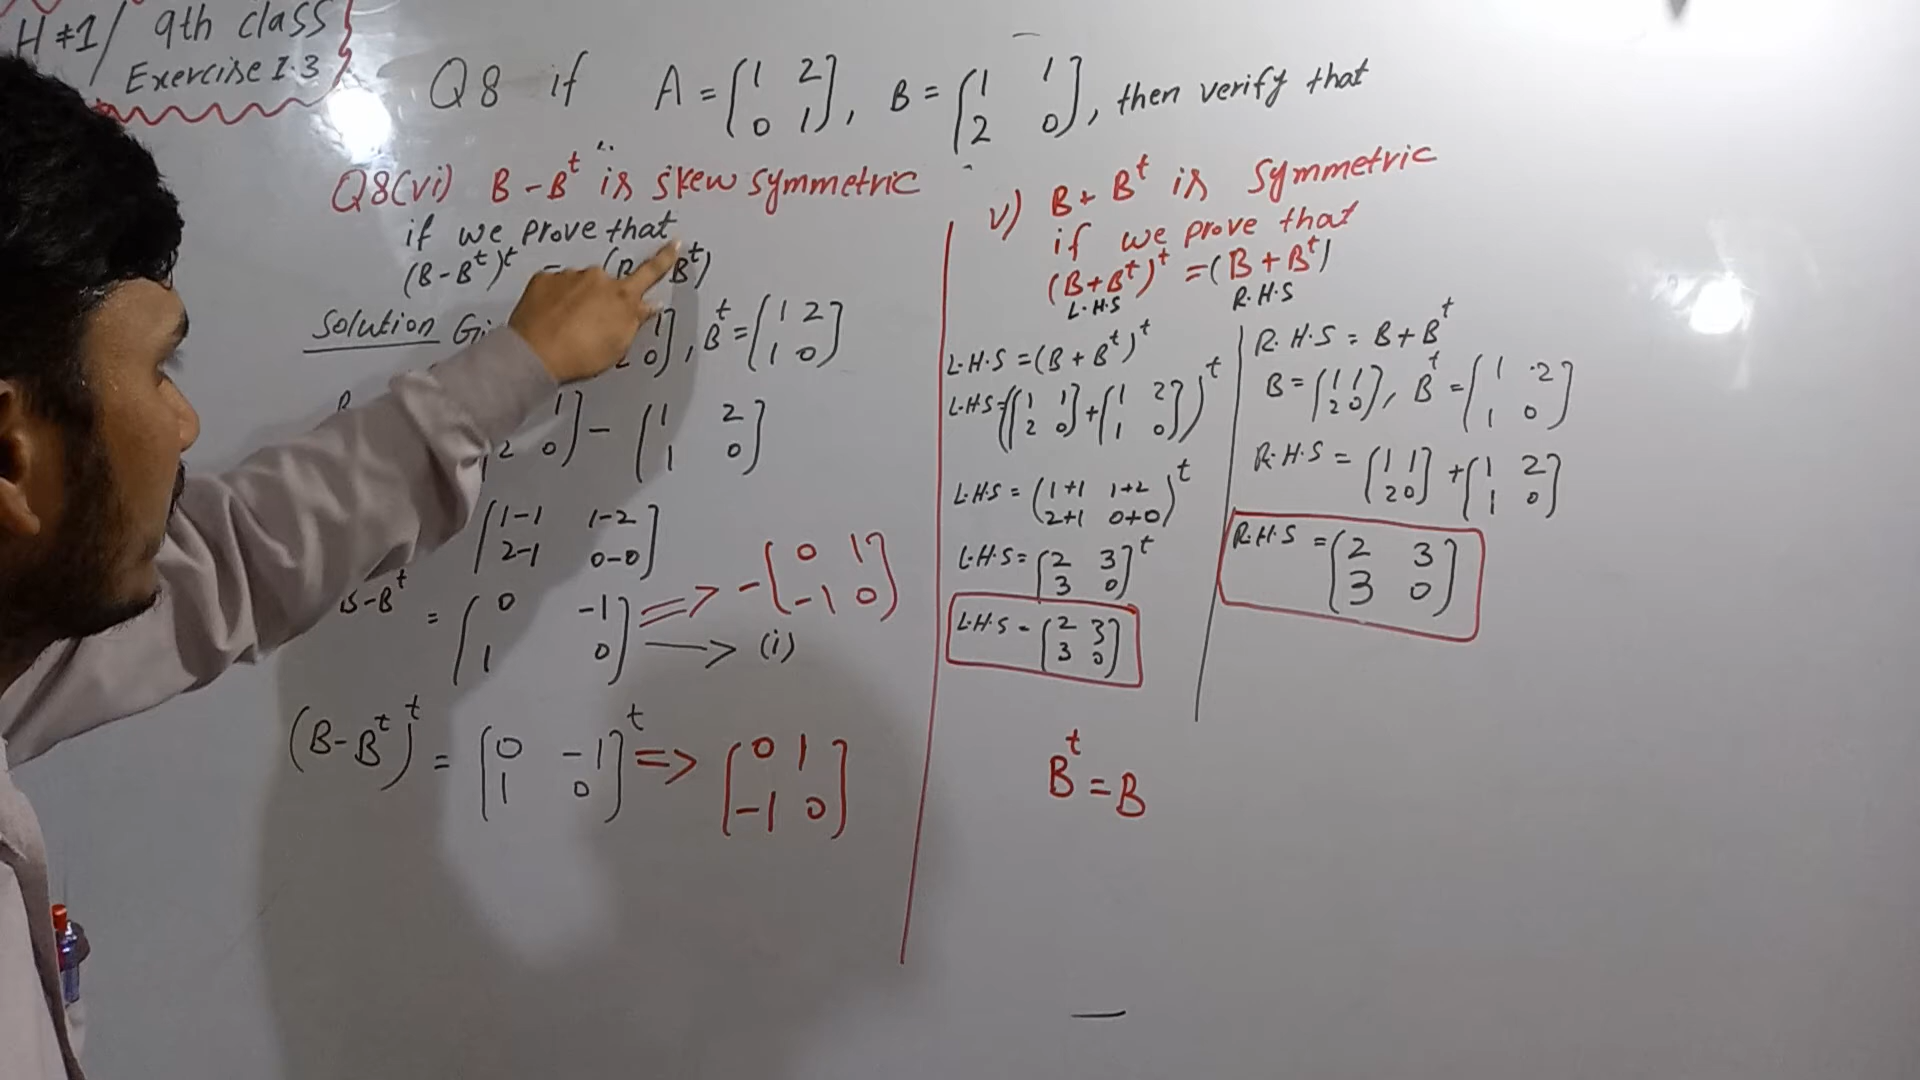 H#1/ 9th class
Exercise 1.3
Q8 if A = [1 2
0 1], B = [1 1
2 0], then verify that
Q8(vi) B - B^t is skew symmetric
if we prove that
(B-B^t)^t = (B B^t)
Solution Gi 1
2 0], B^t = [1 2
1 0]
1
2 0] - [1 2
1 0]
[1-1 1-2
2-1 0-0]
B-B^t = [0 -1
1 0] => -[0 1
-1 0]
→ (i)
(B-B^t)^t = [0 -1
1 0]^t => [0 1
-1 0]
v) B+B^t is Symmetric
if we prove that
(B+B^t)^t = (B+B^t)
L.H.S R.H.S
L.H.S = (B+B^t)^t
L.H.S = ([1 1
2 0] + [1 2
1 0])^t
L.H.S = (1+1 1+2
2+1 0+0)^t
L.H.S = [2 3
3 0]^t
L.H.S = [2 3
3 0]
B^t = B
R.H.S = B+B^t
B = [1 1
2 0], B^t = [1 2
1 0]
R.H.S = [1 1
2 0] + [1 2
1 0]
R.H.S = [2 3
3 0]